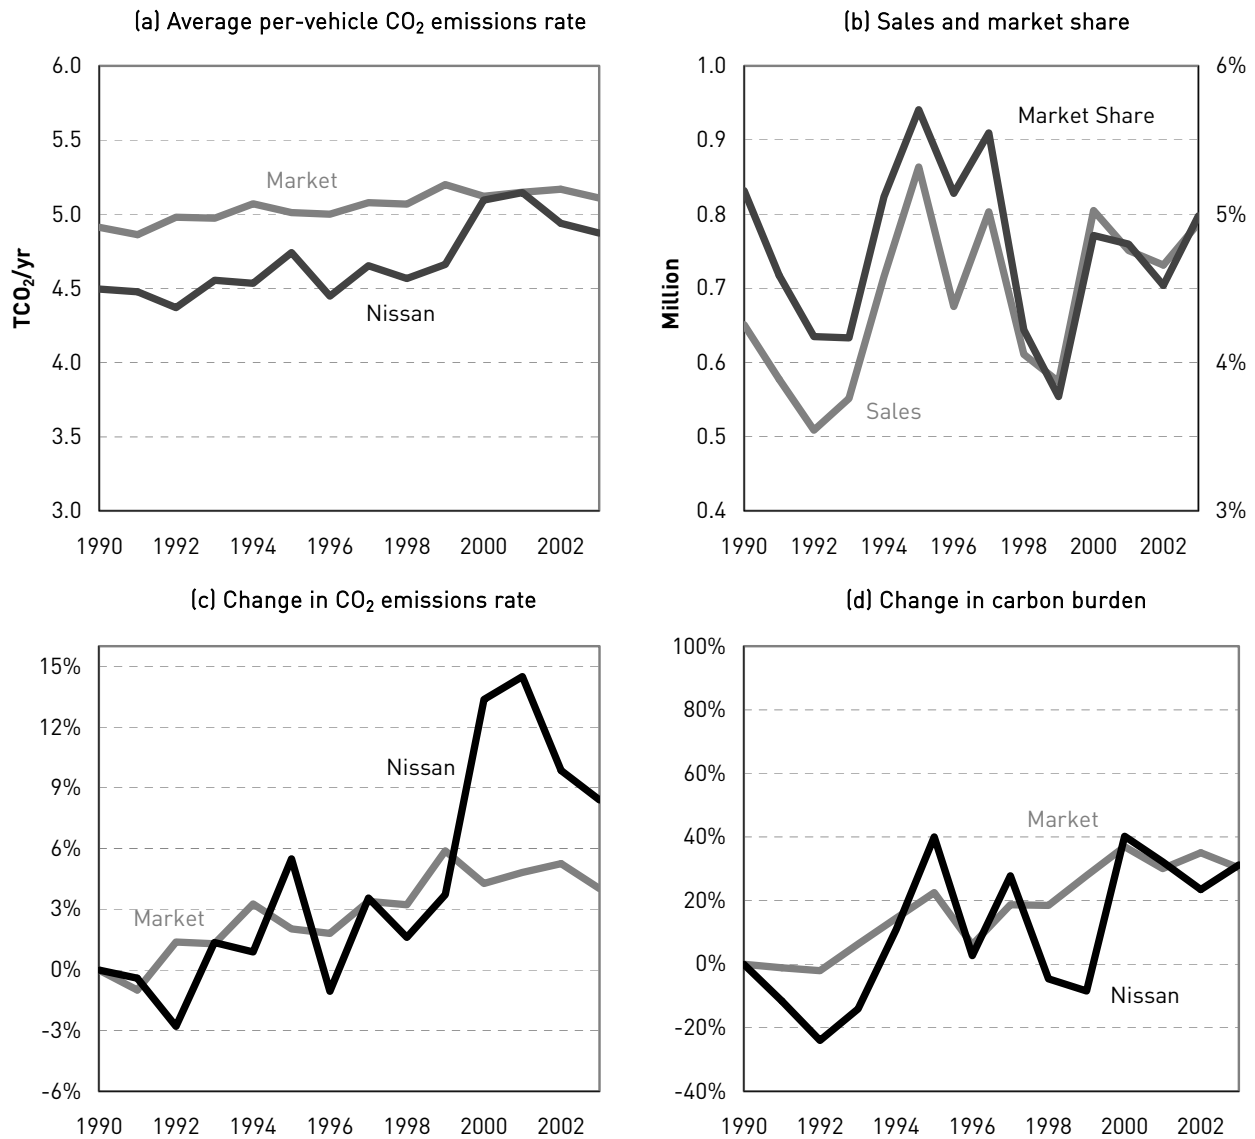 (a) Average per-vehicle CO₂ emissions rate
6.0
5.5
5.0
4.5
4.0
3.5
3.0
TCO₂/yr
Market
Nissan
1990 1992 1994 1996 1998 2000 2002
(b) Sales and market share
1.0
0.9
0.8
0.7
0.6
0.5
0.4
Million
Market Share
Sales
6%
5%
4%
3%
1990 1992 1994 1996 1998 2000 2002
(c) Change in CO₂ emissions rate
15%
12%
9%
6%
3%
0%
-3%
-6%
Nissan
Market
1990 1992 1994 1996 1998 2000 2002
(d) Change in carbon burden
100%
80%
60%
40%
20%
0%
-20%
-40%
Market
Nissan
1990 1992 1994 1996 1998 2000 2002